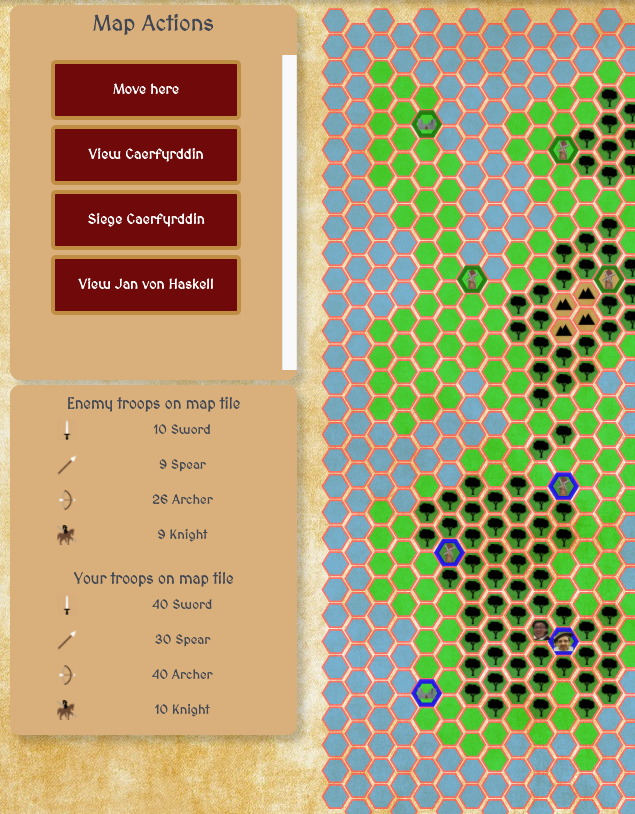 Map Actions
Move here
View Caerfyrddin
Siege Caerfyrddin
View Jan von Haskell
Enemy troops on map tile
10 Sword
9 Spear
26 Archer
9 Knight
Your troops on map tile
40 Sword
30 Spear
40 Archer
10 Knight